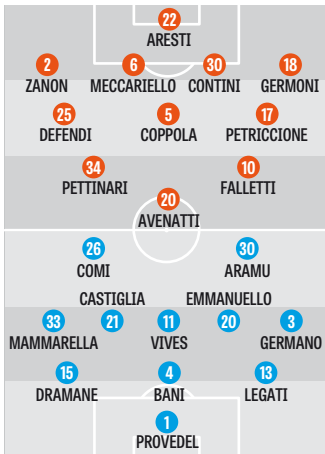 22
ARESTI
2 6 30 18
ZANON MECCARIELLO CONTINI GERMONI
25 5 17
DEFENDI COPPOLA PETRICCIONE
34 10
PETTINARI FALLETTI
20
AVENATTI
26 30
COMI ARAMU
CASTIGLIA EMMANUELLO
33 21 11 20 3
MAMMARELLA VIVES GERMANO
15 4 13
DRAMANE BANI LEGATI
1
PROVEDEL